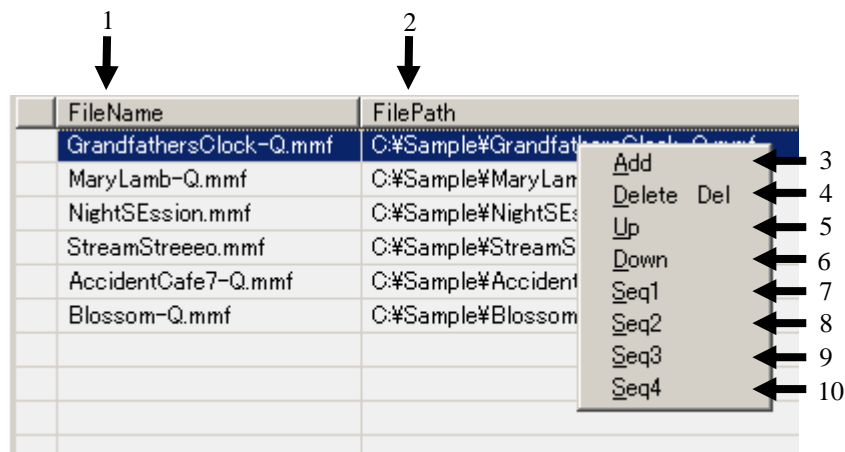 1 2
FileName FilePath
GrandfathersClock-Q.mmf C:¥Sample¥GrandfathersClock-Q.mmf
Add 3
MaryLamb-Q.mmf C:¥Sample¥MaryLam
Delete Del 4
NightSEssion.mmf C:¥Sample¥NightSEs
Up 5
StreamStreeeo.mmf C:¥Sample¥StreamS
Down 6
AccidentCafe7-Q.mmf C:¥Sample¥Accident
Seq1 7
Blossom-Q.mmf C:¥Sample¥Blossom
Seq2 8
Seq3 9
Seq4 10